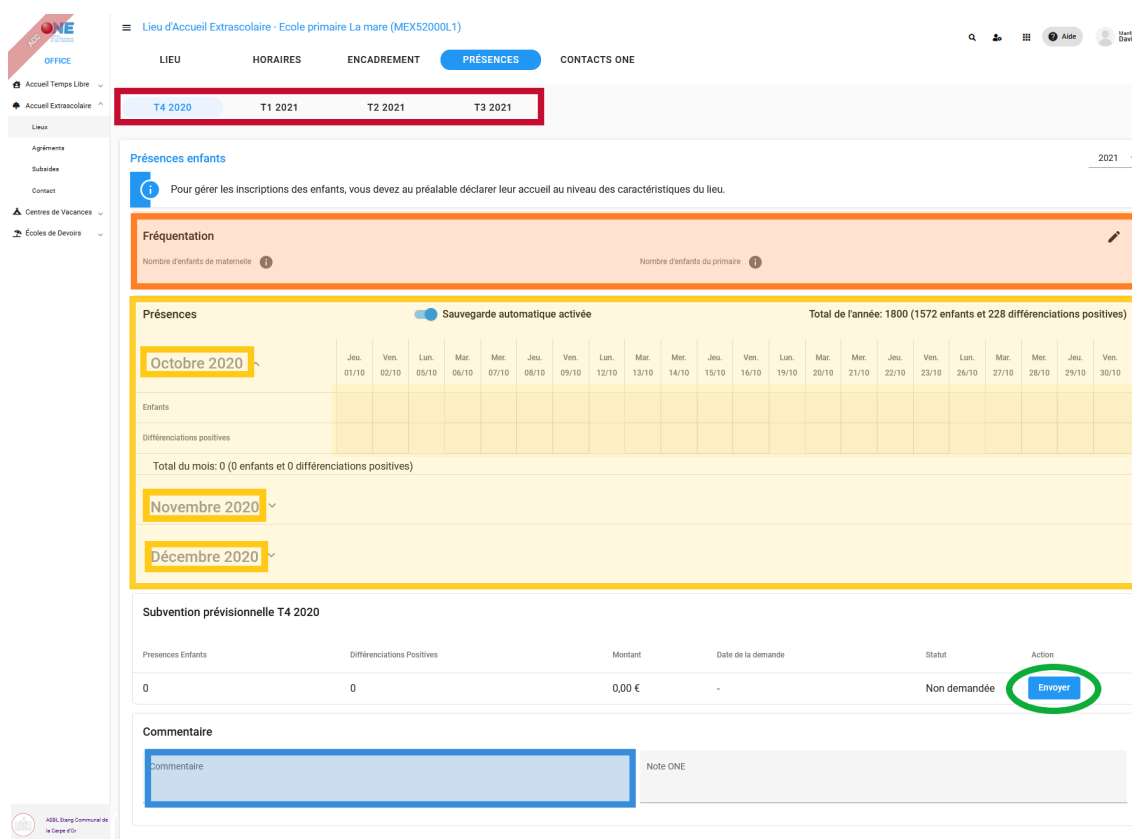 ACC
ONE
OFFICE
Accueil Temps Libre
Accueil Extrascolaire
Lieux
Agréments
Subsides
Contact
Centres de Vacances
Écoles de Devoirs
ASBL Etang Communal de
la Carpe d'Or
Lieu d'Accueil Extrascolaire - Ecole primaire La mare (MEX52000L1)
Aide
LIEU HORAIRES ENCADREMENT PRÉSENCES CONTACTS ONE
T4 2020 T1 2021 T2 2021 T3 2021
Présences enfants
2021
Pour gérer les inscriptions des enfants, vous devez au préalable déclarer leur accueil au niveau des caractéristiques du lieu.
Fréquentation
Nombre d'enfants de maternelle Nombre d'enfants du primaire
Présences Sauvegarde automatique activée Total de l'année: 1800 (1572 enfants et 228 différenciations positives)
Octobre 2020
Jeu. Ven. Lun. Mar. Mer. Jeu. Ven. Lun. Mar. Mer. Jeu. Ven. Lun. Mar. Mer. Jeu. Ven. Lun. Mar. Mer. Jeu. Ven.
01/10 02/10 05/10 06/10 07/10 08/10 09/10 12/10 13/10 14/10 15/10 16/10 19/10 20/10 21/10 22/10 23/10 26/10 27/10 28/10 29/10 30/10
Enfants
Différenciations positives
Total du mois: 0 (0 enfants et 0 différenciations positives)
Novembre 2020
Décembre 2020
Subvention prévisionnelle T4 2020
Presences Enfants Différenciations Positives Montant Date de la demande Statut Action
0 0 0,00 € - Non demandée Envoyer
Commentaire
Commentaire Note ONE